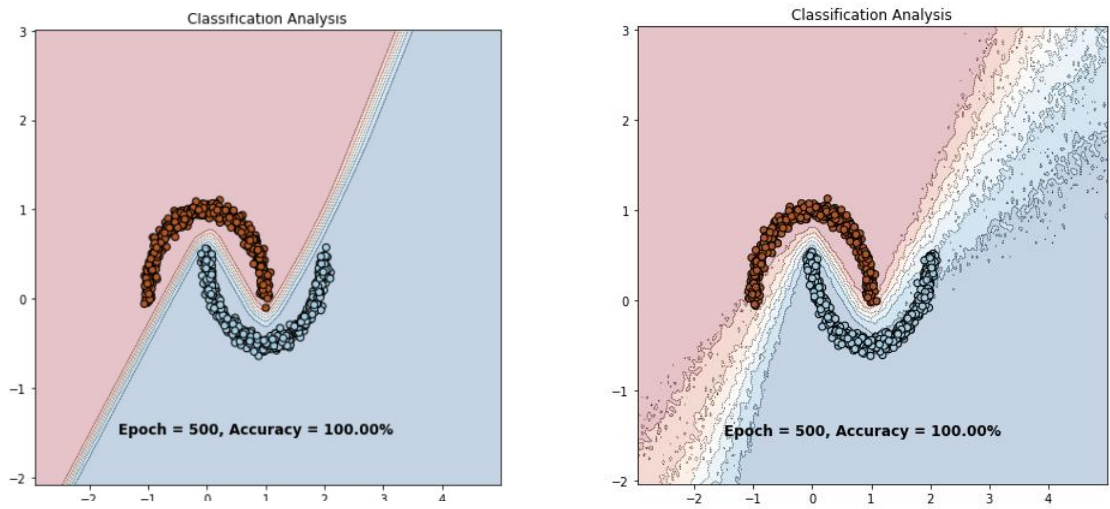 Classification Analysis
3
2
1
0
−1
−2
−2 −1 0 1 2 3 4
Epoch = 500, Accuracy = 100.00%
Classification Analysis
3
2
1
0
−1
−2
−2 −1 0 1 2 3 4
Epoch = 500, Accuracy = 100.00%